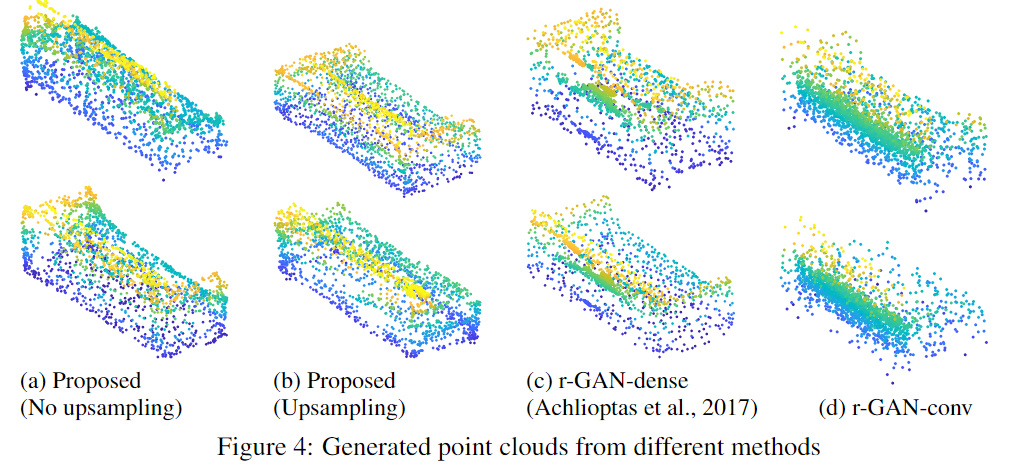 (a) Proposed
(No upsampling)
(b) Proposed
(Upsampling)
(c) r-GAN-dense
(Achlioptas et al., 2017)
(d) r-GAN-conv
Figure 4: Generated point clouds from different methods